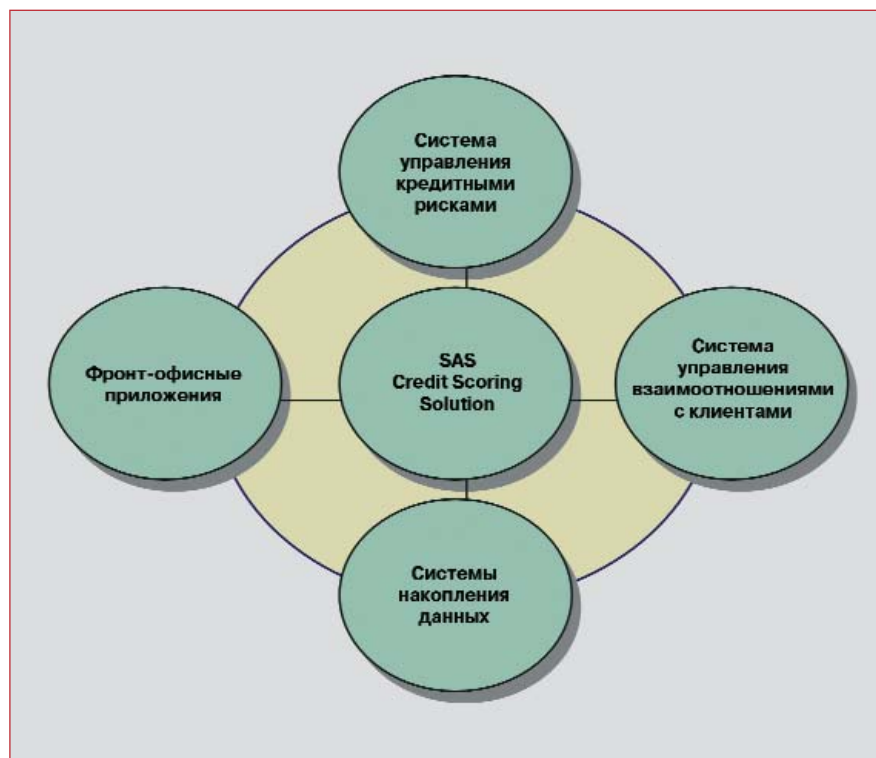 Система
управления
кредитными
рисками
Фронт-офисные
приложения
SAS
Credit Scoring
Solution
Система
управления
взаимоотношениями
с клиентами
Системы
накопления
данных